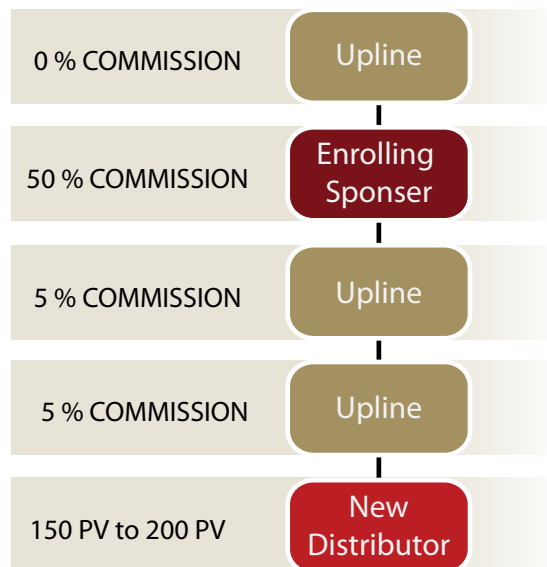 0 % COMMISSION
Upline
50 % COMMISSION
Enrolling
Sponser
5 % COMMISSION
Upline
5 % COMMISSION
Upline
150 PV to 200 PV
New
Distributor